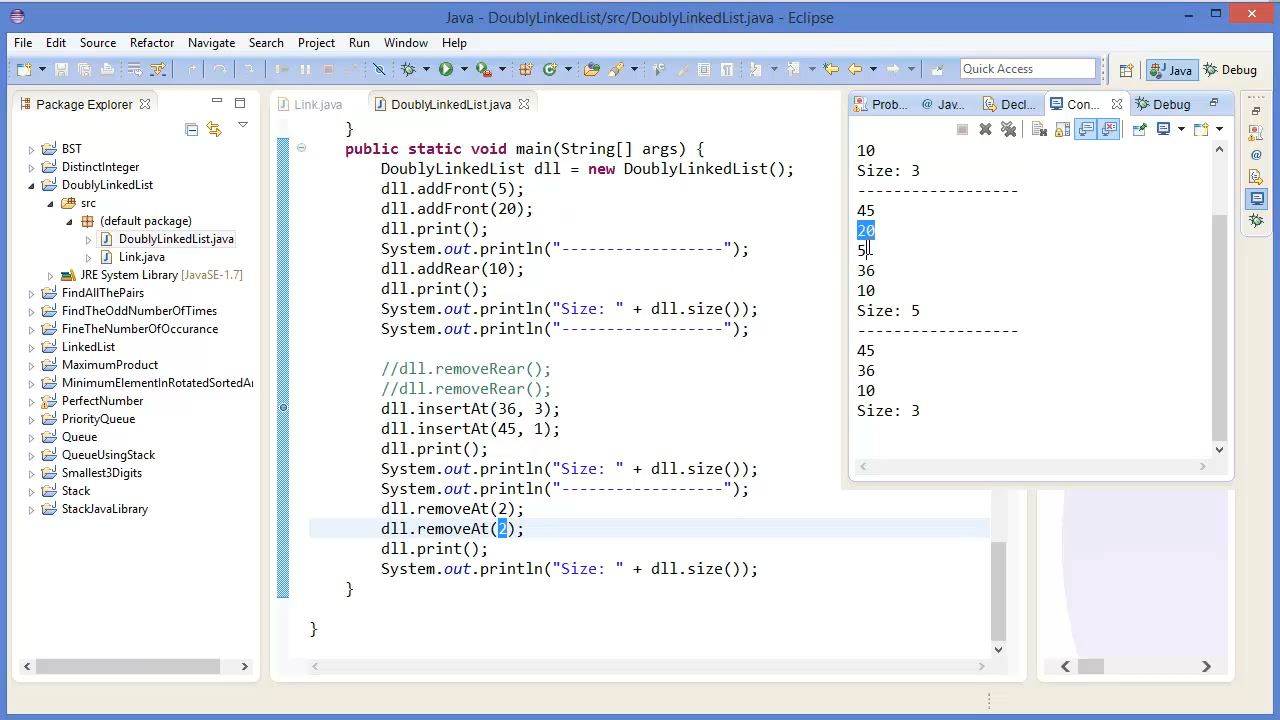 Java - DoublyLinkedList/src/DoublyLinkedList.java - Eclipse
File Edit Source Refactor Navigate Search Project Run Window Help
Quick Access Java Debug
Package Explorer
BST
DistinctInteger
DoublyLinkedList
src
(default package)
DoublyLinkedList.java
Link.java
JRE System Library [JavaSE-1.7]
FindAllThePairs
FindTheOddNumberOfTimes
FineTheNumberOfOccurance
LinkedList
MaximumProduct
MinimumElementInRotatedSortedAr
PerfectNumber
PriorityQueue
Queue
QueueUsingStack
Smallest3Digits
Stack
StackJavaLibrary
Link.java DoublyLinkedList.java
}
public static void main(String[] args) {
DoublyLinkedList dll = new DoublyLinkedList();
dll.addFront(5);
dll.addFront(20);
dll.print();
System.out.println("------------------");
dll.addRear(10);
dll.print();
System.out.println("Size: " + dll.size());
System.out.println("------------------");
//dll.removeRear();
//dll.removeRear();
dll.insertAt(36, 3);
dll.insertAt(45, 1);
dll.print();
System.out.println("Size: " + dll.size());
System.out.println("------------------");
dll.removeAt(2);
dll.removeAt(2);
dll.print();
System.out.println("Size: " + dll.size());
}
}
Prob... Jav... Decl... Con... Debug
10
Size: 3
------------------
45
20
5
36
10
Size: 5
------------------
45
36
10
Size: 3